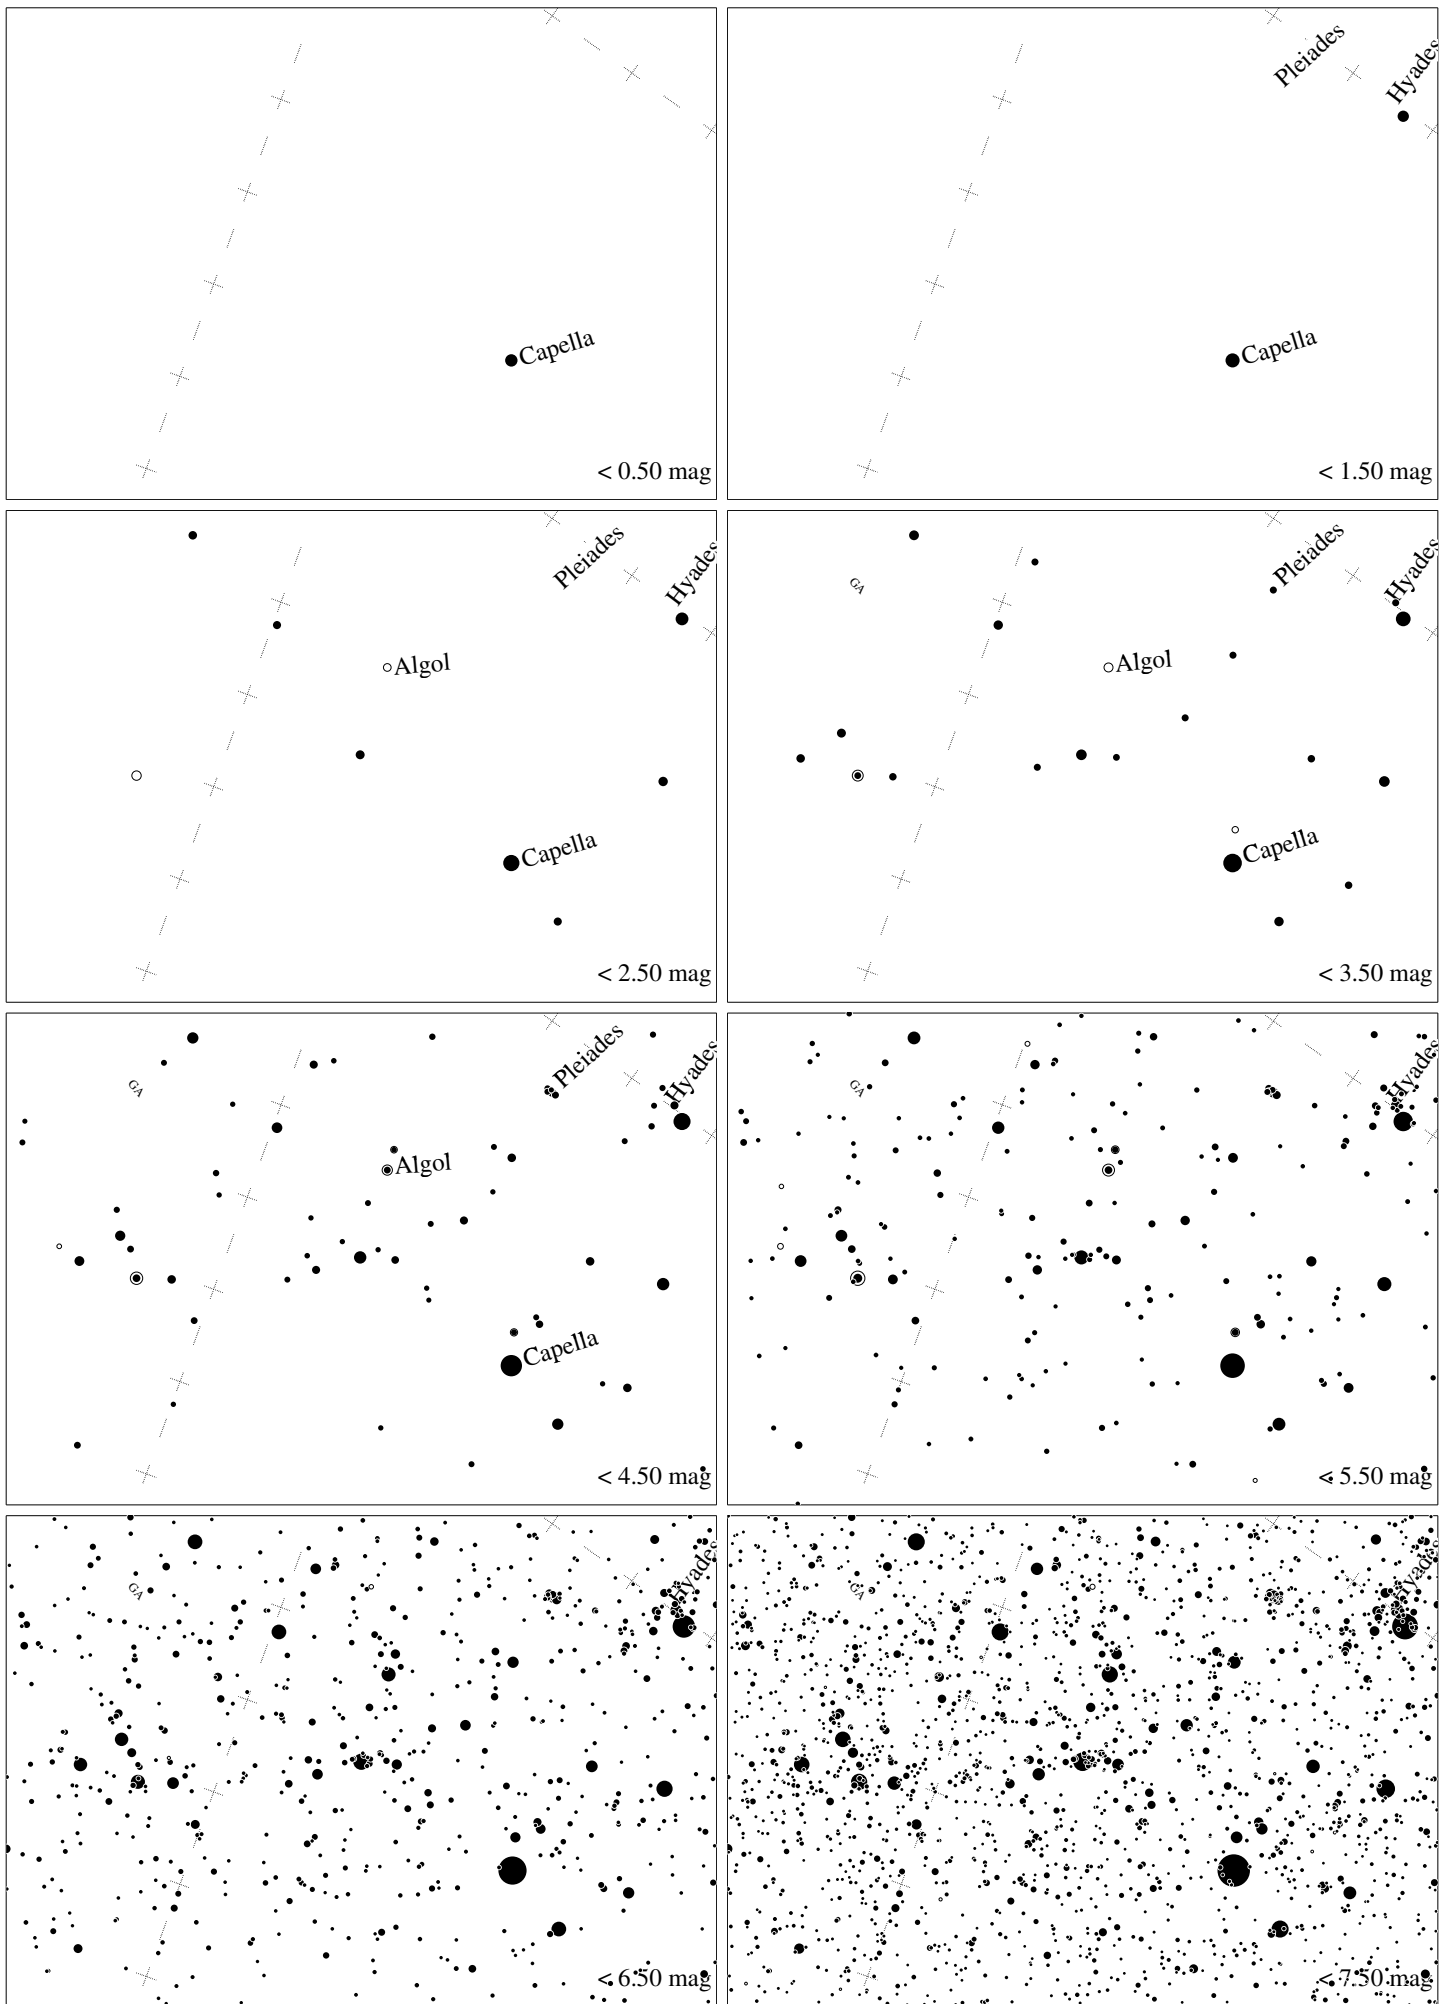 Capella
< 0.50 mag
Pleiades
Hyades
Capella
< 1.50 mag
Pleiades
Hyades
Algol
Capella
< 2.50 mag
GA
Pleiades
Hyades
Algol
Capella
< 3.50 mag
GA
Pleiades
Hyades
Algol
Capella
< 4.50 mag
GA
Hyades
< 5.50 mag
GA
Hyades
< 6.50 mag
GA
Hyades
< 7.50 mag